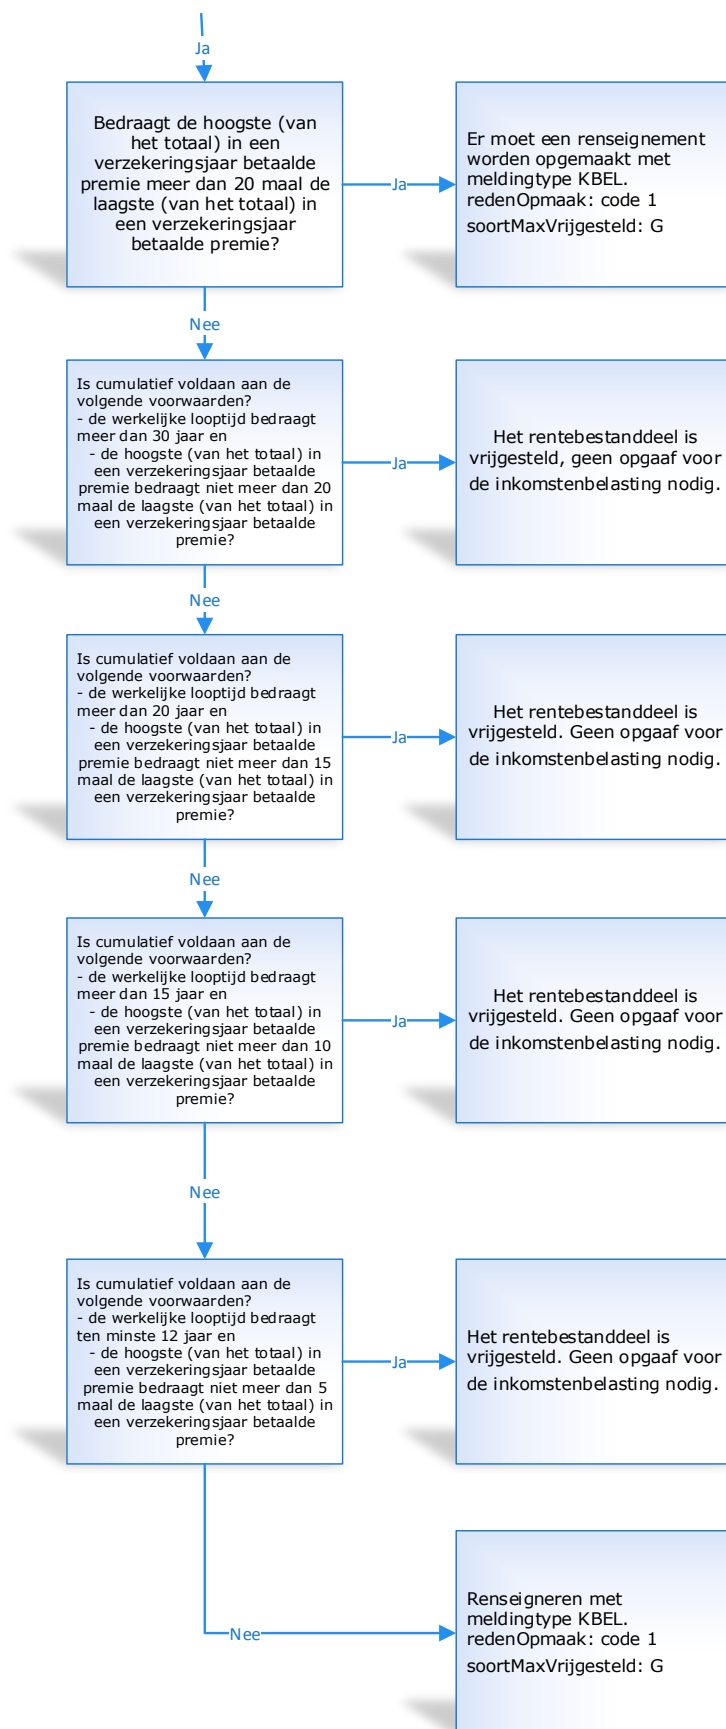 Ja
Bedraagt de hoogste (van
het totaal) in een
verzekeringsjaar betaalde
premie meer dan 20 maal de
laagste (van het totaal) in
een verzekeringsjaar
betaalde premie?
Ja
Er moet een renseignement
worden opgemaakt met
meldingtype KBEL.
redenOpmaak: code 1
soortMaxVrijgesteld: G
Nee
Is cumulatief voldaan aan de
volgende voorwaarden?
- de werkelijke looptijd bedraagt
meer dan 30 jaar en
- de hoogste (van het totaal) in
een verzekeringsjaar betaalde
premie bedraagt niet meer dan 20
maal de laagste (van het totaal) in
een verzekeringsjaar betaalde
premie?
Ja
Het rentebestanddeel is
vrijgesteld, geen opgaaf voor
de inkomstenbelasting nodig.
Nee
Is cumulatief voldaan aan de
volgende voorwaarden?
- de werkelijke looptijd bedraagt
meer dan 20 jaar en
- de hoogste (van het totaal) in
een verzekeringsjaar betaalde
premie bedraagt niet meer dan 15
maal de laagste (van het totaal) in
een verzekeringsjaar betaalde
premie?
Ja
Het rentebestanddeel is
vrijgesteld. Geen opgaaf voor
de inkomstenbelasting nodig.
Nee
Is cumulatief voldaan aan de
volgende voorwaarden?
- de werkelijke looptijd bedraagt
meer dan 15 jaar en
- de hoogste (van het totaal) in
een verzekeringsjaar betaalde
premie bedraagt niet meer dan 10
maal de laagste (van het totaal) in
een verzekeringsjaar betaalde
premie?
Ja
Het rentebestanddeel is
vrijgesteld. Geen opgaaf voor
de inkomstenbelasting nodig.
Nee
Is cumulatief voldaan aan de
volgende voorwaarden?
- de werkelijke looptijd bedraagt
ten minste 12 jaar en
- de hoogste (van het totaal) in
een verzekeringsjaar betaalde
premie bedraagt niet meer dan 5
maal de laagste (van het totaal) in
een verzekeringsjaar betaalde
premie?
Ja
Het rentebestanddeel is
vrijgesteld. Geen opgaaf voor
de inkomstenbelasting nodig.
Nee
Renseigneren met
meldingtype KBEL.
redenOpmaak: code 1
soortMaxVrijgesteld: G